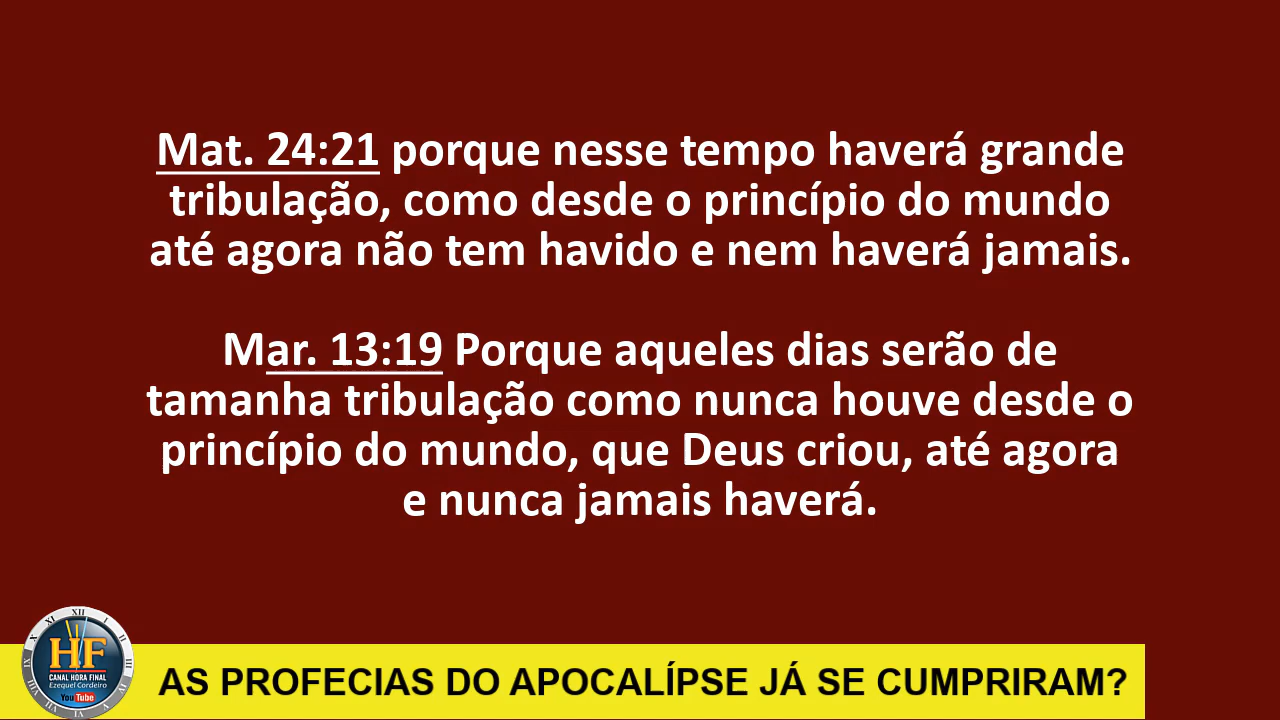 Mat. 24:21 porque nesse tempo haverá grande
tribulação, como desde o princípio do mundo
até agora não tem havido e nem haverá jamais.
Mar. 13:19 Porque aqueles dias serão de
tamanha tribulação como nunca houve desde o
princípio do mundo, que Deus criou, até agora
e nunca jamais haverá.
HF
CANAL HORA FINAL
Ezequel Cordeiro
YouTube
AS PROFECIAS DO APOCALÍPSE JÁ SE CUMPRIRAM?